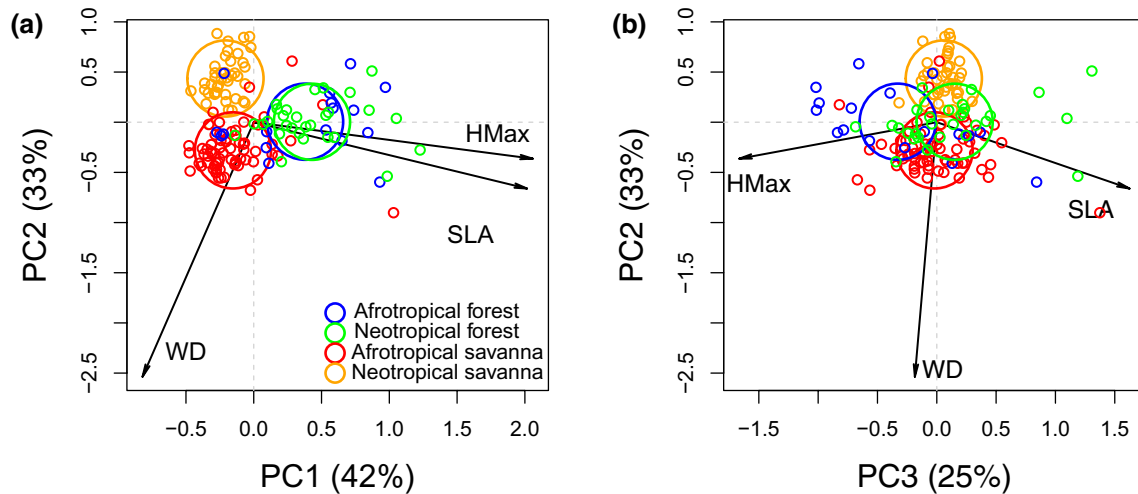 (a)
PC2 (33%)
1.0
0.5
−0.5
−1.5
−2.5
HMax
SLA
WD
Afrotropical forest
Neotropical forest
Afrotropical savanna
Neotropical savanna
−0.5 0.0 0.5 1.0 1.5 2.0
PC1 (42%)
(b)
PC2 (33%)
1.0
0.5
−0.5
−1.5
−2.5
HMax
SLA
WD
−1.5 −0.5 0.0 0.5 1.0 1.5
PC3 (25%)